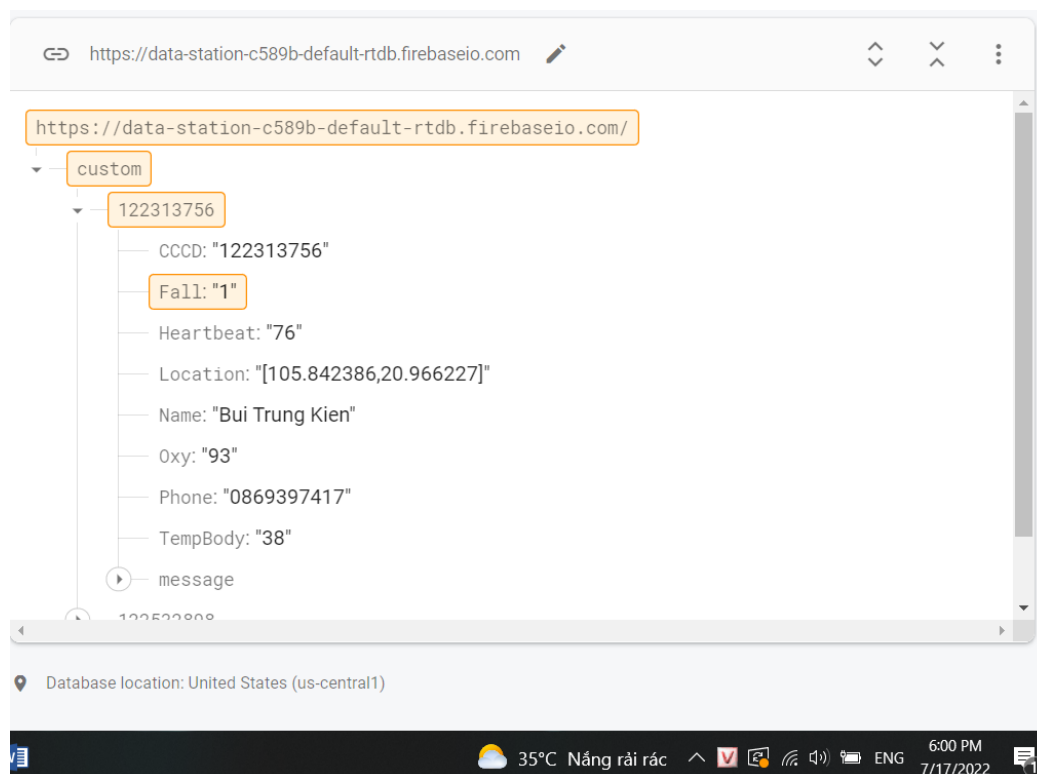 https://data-station-c589b-default-rtdb.firebaseio.com
https://data-station-c589b-default-rtdb.firebaseio.com/
custom
122313756
CCCD: "122313756"
Fall: "1"
Heartbeat: "76"
Location: "[105.842386,20.966227]"
Name: "Bui Trung Kien"
Oxy: "93"
Phone: "0869397417"
TempBody: "38"
message
Database location: United States (us-central1)
35°C Nắng rải rác ENG 6:00 PM
7/17/2022